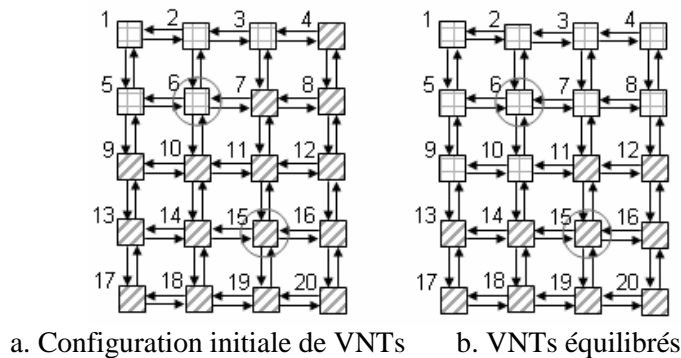 1 2 3 4 1 2 3 4
5 6 7 8 5 6 7 8
9 10 11 12 9 10 11 12
13 14 15 16 13 14 15 16
17 18 19 20 17 18 19 20
a. Configuration initiale de VNTs b. VNTs équilibrés